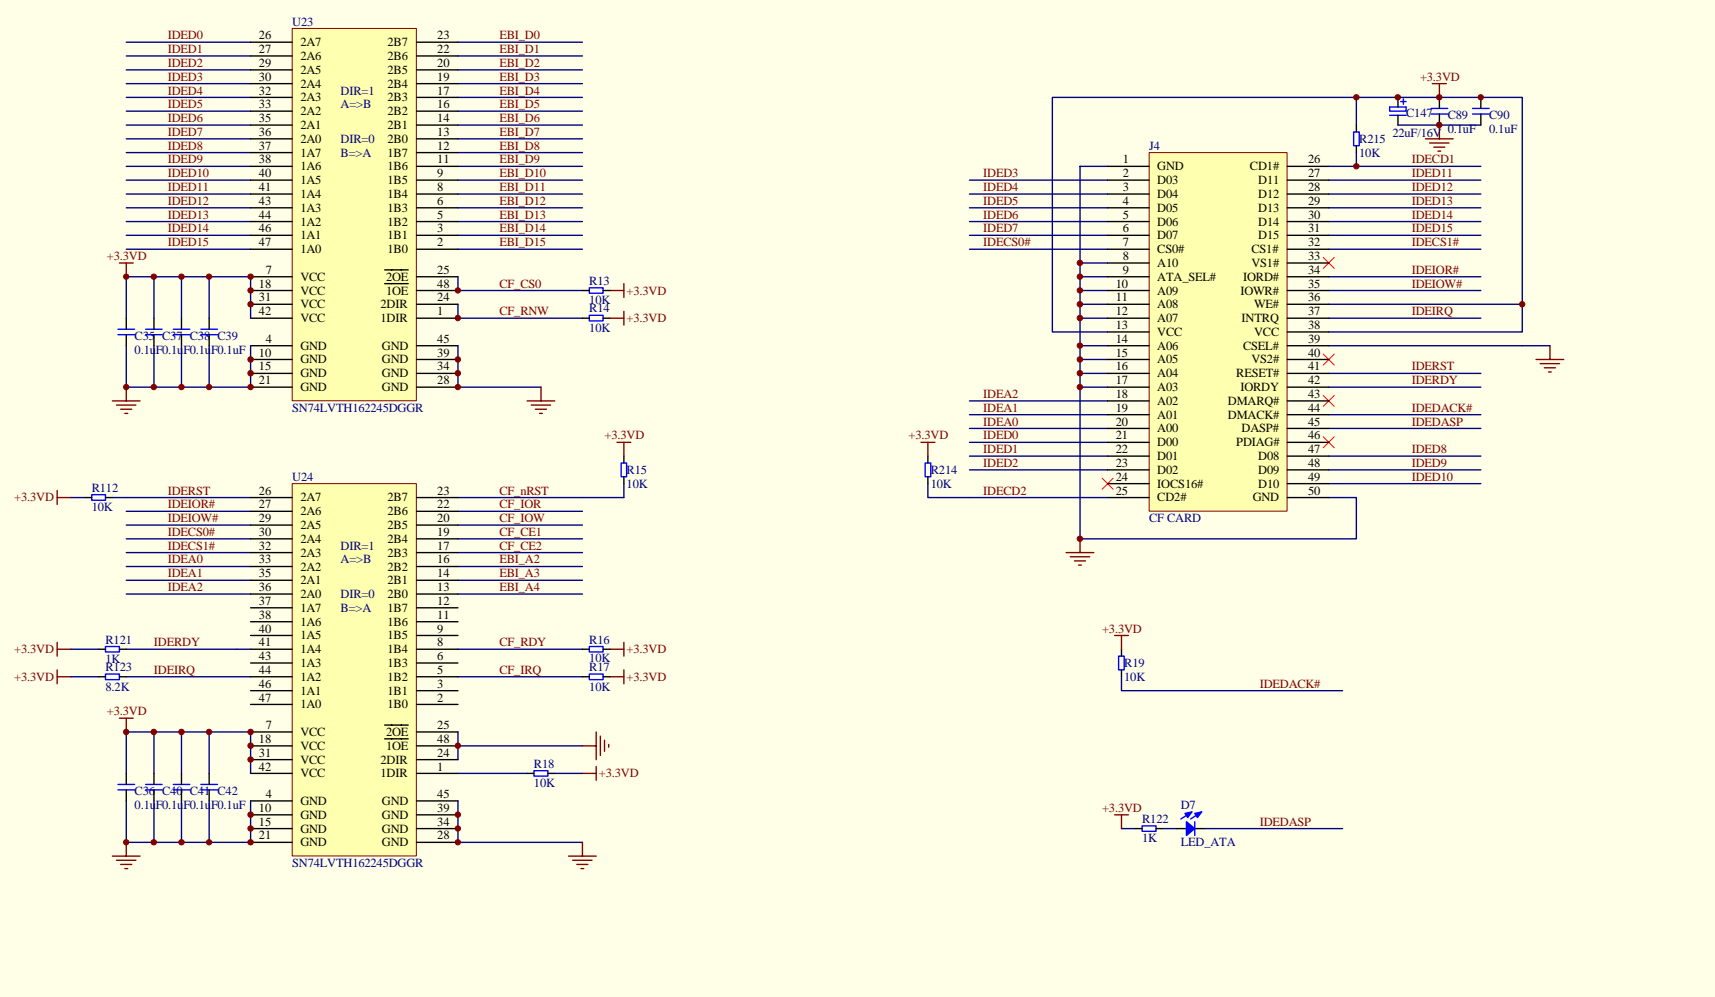 U23
IDED0 26 2A7 2B7 23 EBI_D0
IDED1 27 2A6 2B6 22 EBI_D1
IDED2 29 2A5 2B5 20 EBI_D2
IDED3 30 2A4 2B4 19 EBI_D3
IDED4 32 2A3 DIR=1 2B3 17 EBI_D4
IDED5 33 2A2 A=>B 2B2 16 EBI_D5
IDED6 35 2A1 2B1 14 EBI_D6
IDED7 36 2A0 DIR=0 2B0 13 EBI_D7
IDED8 37 1A7 B=>A 1B7 12 EBI_D8
IDED9 38 1A6 1B6 11 EBI_D9
IDED10 40 1A5 1B5 9 EBI_D10
IDED11 41 1A4 1B4 8 EBI_D11
IDED12 43 1A3 1B3 6 EBI_D12
IDED13 44 1A2 1B2 5 EBI_D13
IDED14 46 1A1 1B1 3 EBI_D14
IDED15 47 1A0 1B0 2 EBI_D15
+3.3VD
7 VCC 2OE 25
18 VCC 1OE 48 CF_CS0 R13 10K +3.3VD
31 VCC 2DIR 24
42 VCC 1DIR 1 CF_RNW R14 10K +3.3VD
C35 C37 C38 C39
0.1uF 0.1uF 0.1uF 0.1uF
4 GND GND 45
10 GND GND 39
15 GND GND 34
21 GND GND 28
SN74LVTH162245DGGR
+3.3VD
R15
10K
U24
+3.3VD R112 10K IDERST 26 2A7 2B7 23 CF_nRST
IDEIOR# 27 2A6 2B6 22 CF_IOR
IDEIOW# 29 2A5 2B5 20 CF_IOW
IDECS0# 30 2A4 2B4 19 CF_CE1
IDECS1# 32 2A3 DIR=1 2B3 17 CF_CE2
IDEA0 33 2A2 A=>B 2B2 16 EBI_A2
IDEA1 35 2A1 2B1 14 EBI_A3
IDEA2 36 2A0 DIR=0 2B0 13 EBI_A4
37 1A7 B=>A 1B7 12
38 1A6 1B6 11
40 1A5 1B5 9
+3.3VD R121 1K IDERDY 41 1A4 1B4 8 CF_RDY R16 10K +3.3VD
43 1A3 1B3 6
+3.3VD R123 8.2K IDEIRQ 44 1A2 1B2 5 CF_IRQ R17 10K +3.3VD
46 1A1 1B1 3
47 1A0 1B0 2
+3.3VD
7 VCC 2OE 25
18 VCC 1OE 48
31 VCC 2DIR 24
42 VCC 1DIR 1 R18 10K +3.3VD
C36 C40 C41 C42
0.1uF 0.1uF 0.1uF 0.1uF
4 GND GND 45
10 GND GND 39
15 GND GND 34
21 GND GND 28
SN74LVTH162245DGGR
+3.3VD
C147 C89 C90
22uF/16V 0.1uF 0.1uF
R215
10K
J4
1 GND CD1# 26 IDECD1
IDED3 2 D03 D11 27 IDED11
IDED4 3 D04 D12 28 IDED12
IDED5 4 D05 D13 29 IDED13
IDED6 5 D06 D14 30 IDED14
IDED7 6 D07 D15 31 IDED15
IDECS0# 7 CS0# CS1# 32 IDECS1#
8 A10 VS1# 33
9 ATA_SEL# IORD# 34 IDEIOR#
10 A09 IOWR# 35 IDEIOW#
11 A08 WE# 36
12 A07 INTRQ 37 IDEIRQ
13 VCC VCC 38
14 A06 CSEL# 39
15 A05 VS2# 40
16 A04 RESET# 41 IDERST
17 A03 IORDY 42 IDERDY
IDEA2 18 A02 DMARQ# 43
IDEA1 19 A01 DMACK# 44 IDEDACK#
IDEA0 20 A00 DASP# 45 IDEDASP
IDED0 21 D00 PDIAG# 46
IDED1 22 D01 D08 47 IDED8
IDED2 23 D02 D09 48 IDED9
24 IOCS16# D10 49 IDED10
IDECD2 25 CD2# GND 50
CF CARD
+3.3VD
R214
10K
+3.3VD
R19
10K
IDEDACK#
+3.3VD
R122
1K
D7
LED_ATA
IDEDASP